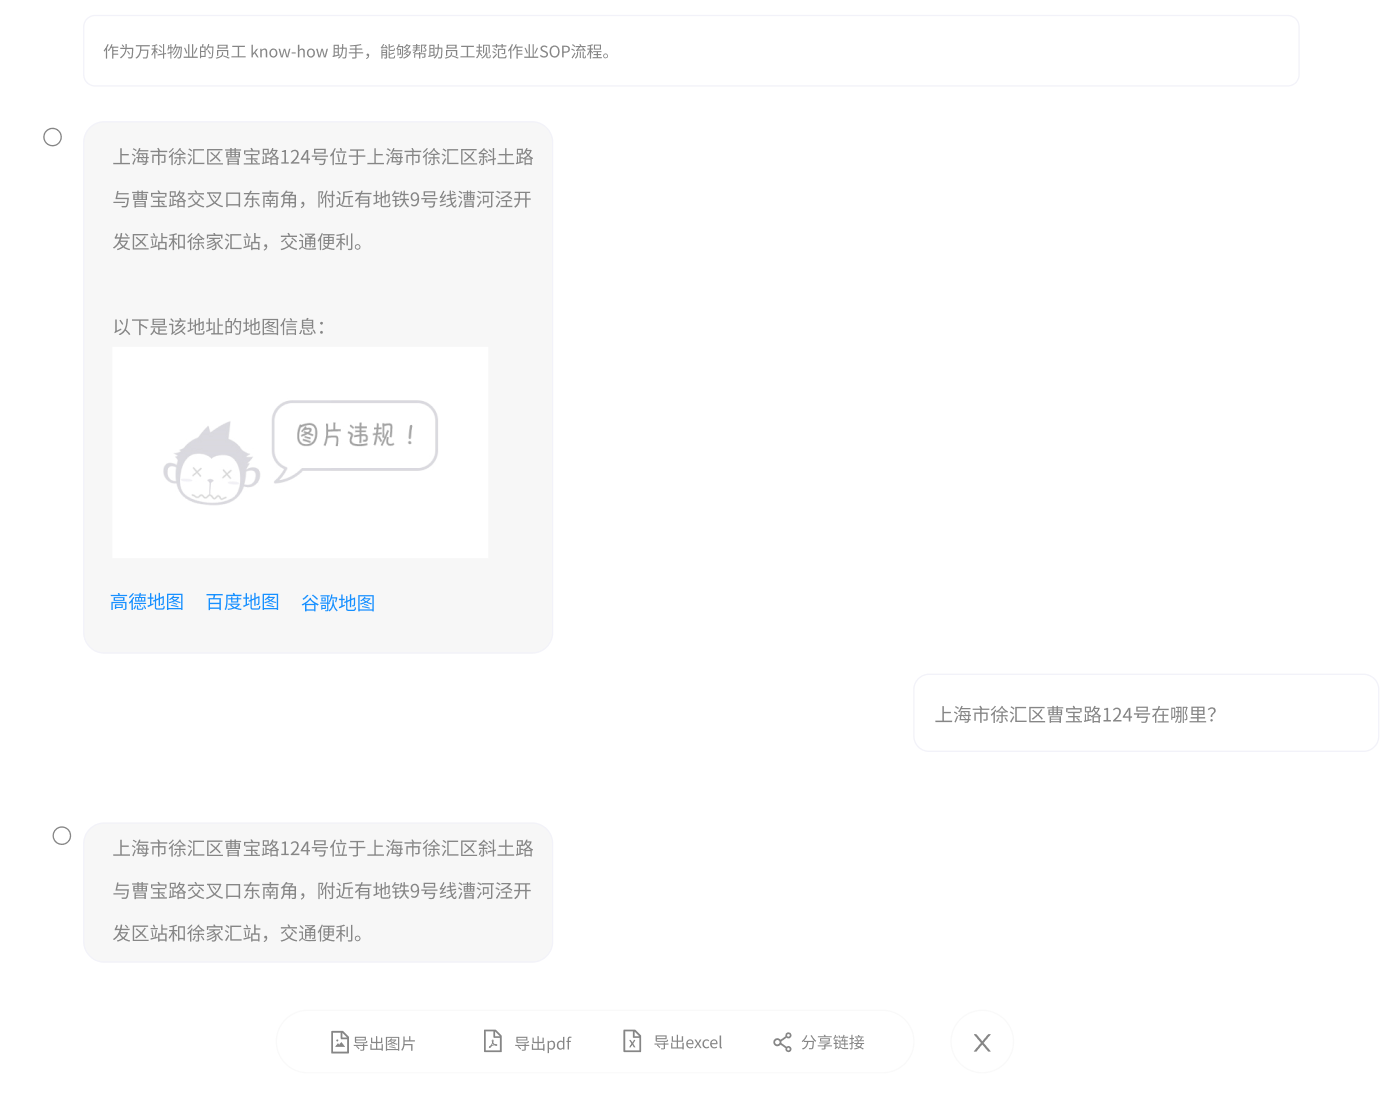 作为万科物业的员工 know-how 助手，能够帮助员工规范作业SOP流程。
上海市徐汇区曹宝路124号位于上海市徐汇区斜土路
与曹宝路交叉口东南角，附近有地铁9号线漕河泾开
发区站和徐家汇站，交通便利。
以下是该地址的地图信息：
图片违规！
高德地图 百度地图 谷歌地图
上海市徐汇区曹宝路124号在哪里？
上海市徐汇区曹宝路124号位于上海市徐汇区斜土路
与曹宝路交叉口东南角，附近有地铁9号线漕河泾开
发区站和徐家汇站，交通便利。
导出图片 导出pdf 导出excel 分享链接 X